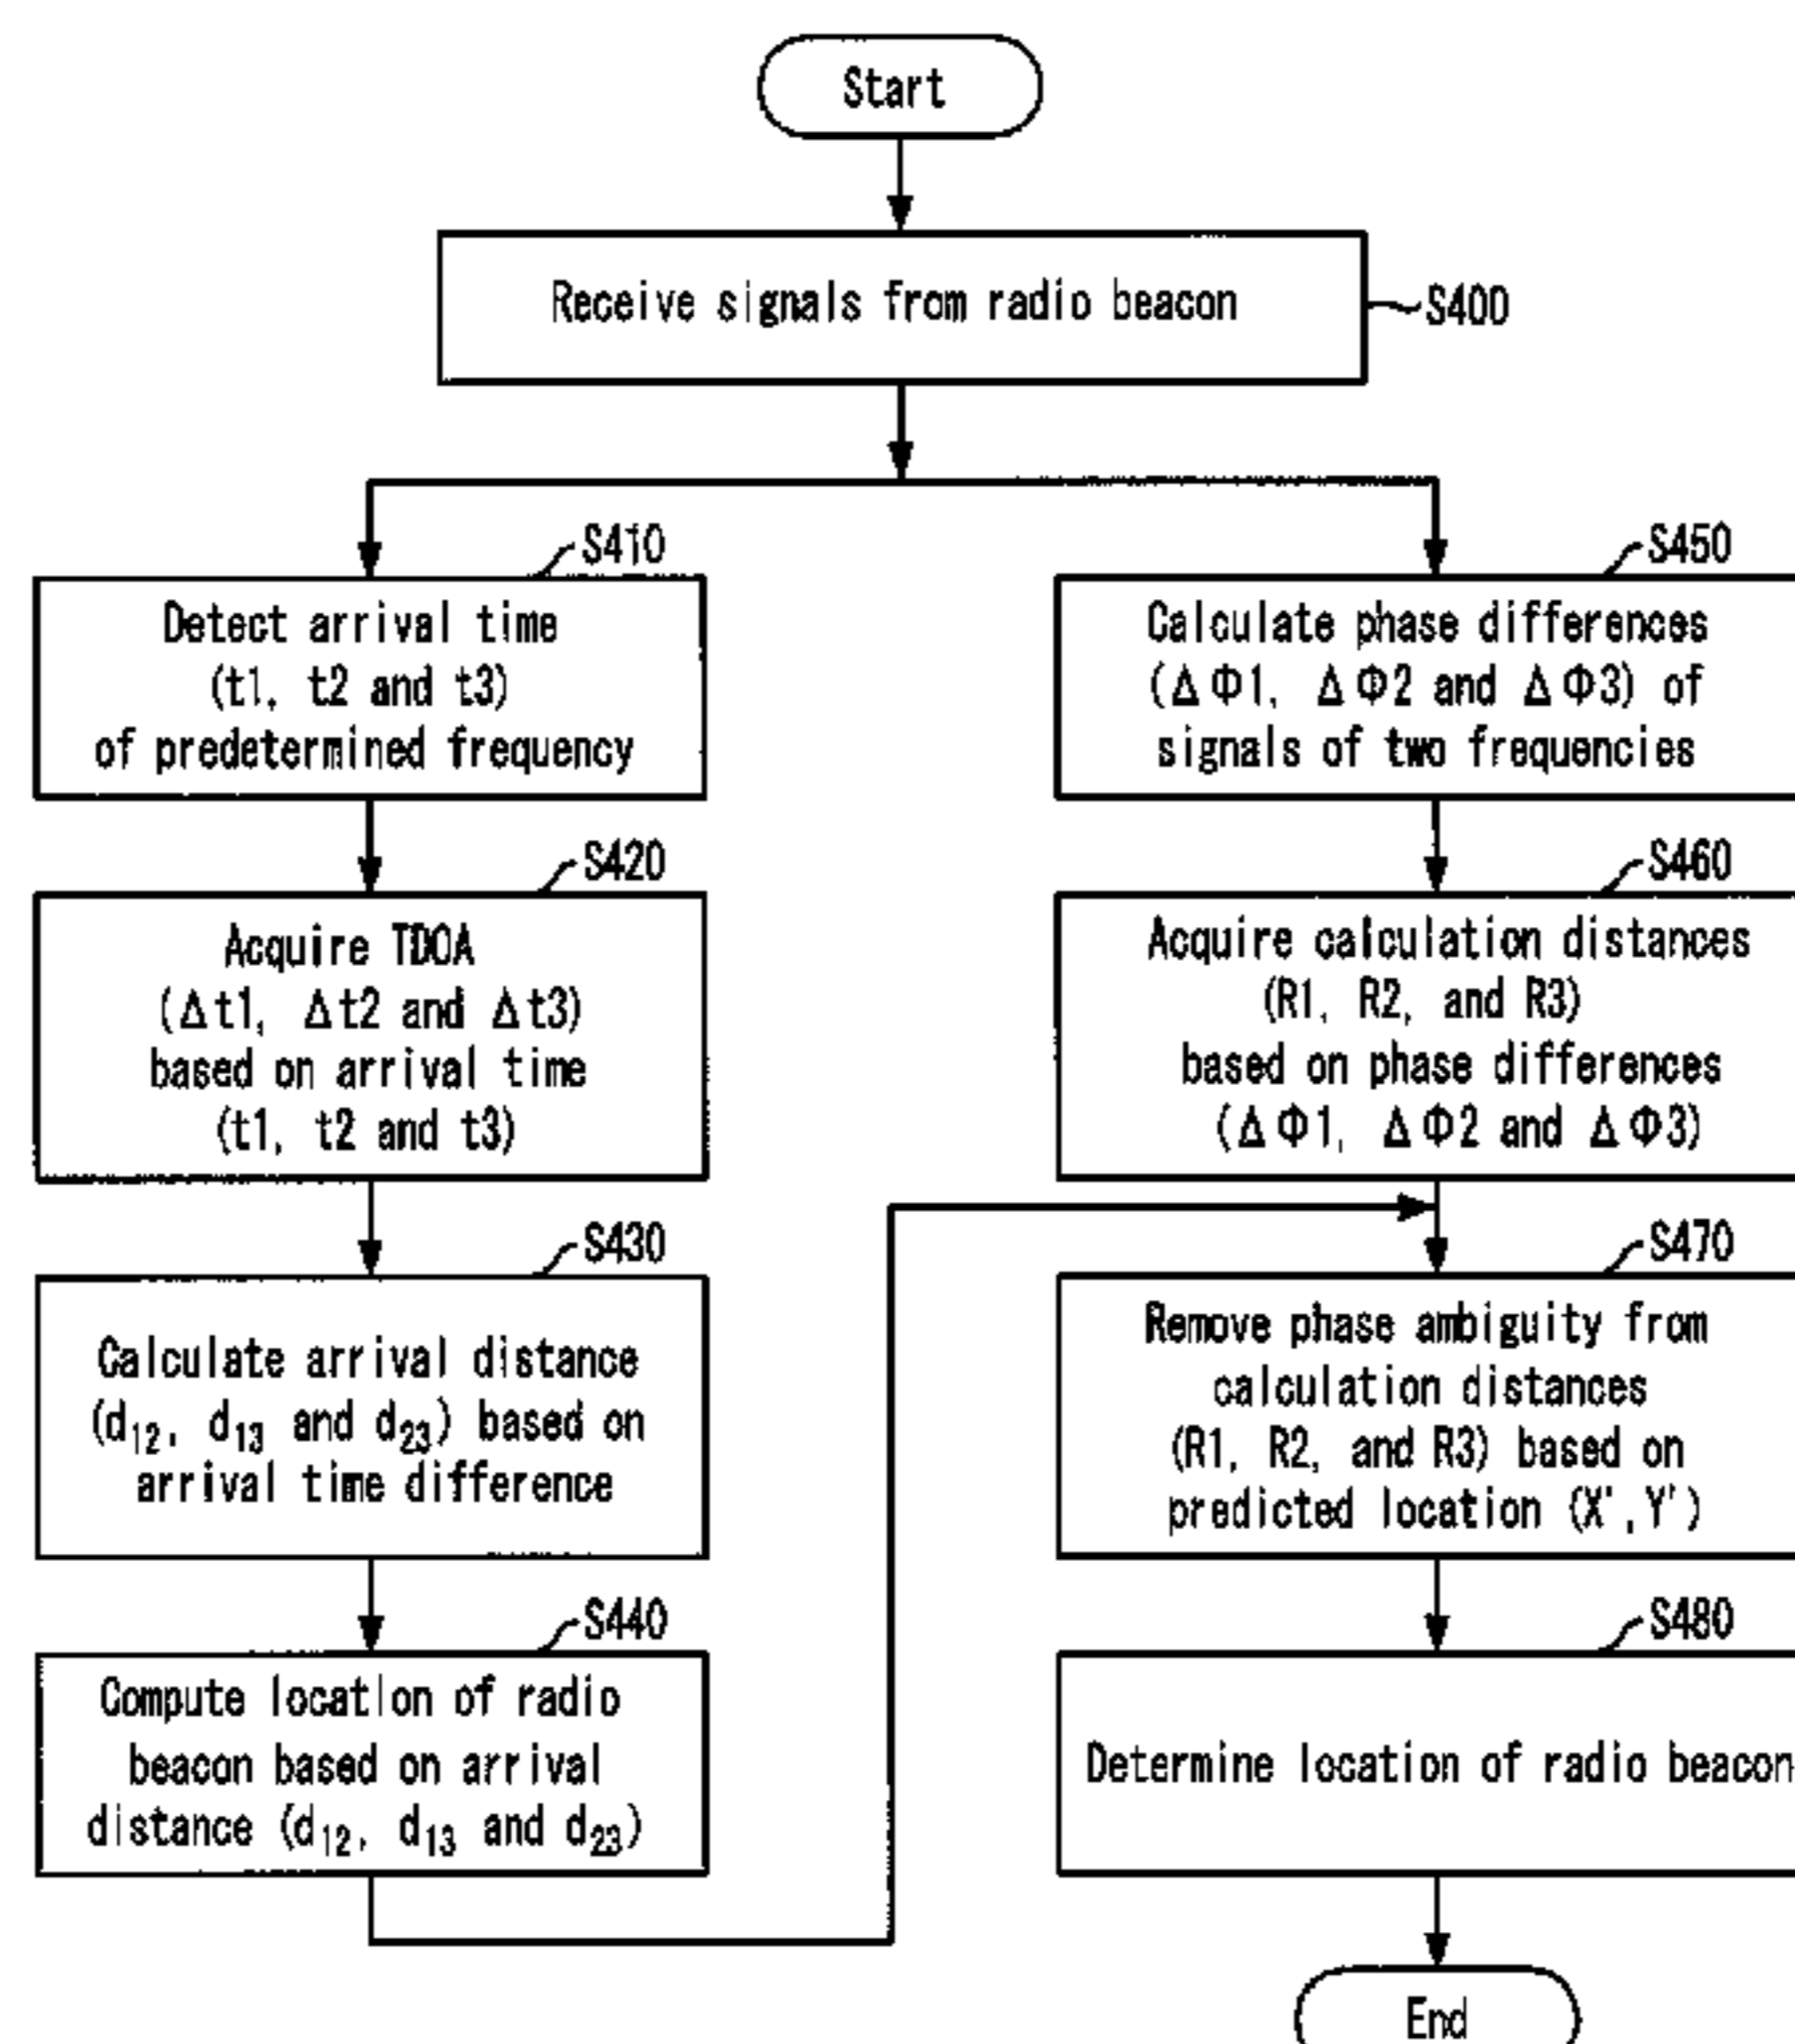 Start
Receive signals from radio beacon
S400
S410
Detect arrival time
(t1, t2 and t3)
of predetermined frequency
S420
Acquire TDOA
(Δt1, Δt2 and Δt3)
based on arrival time
(t1, t2 and t3)
S430
Calculate arrival distance
(d₁₂, d₁₃ and d₂₃) based on
arrival time difference
S440
Compute location of radio
beacon based on arrival
distance (d₁₂, d₁₃ and d₂₃)
S450
Calculate phase differences
(ΔΦ1, ΔΦ2 and ΔΦ3) of
signals of two frequencies
S460
Acquire calculation distances
(R1, R2, and R3)
based on phase differences
(ΔΦ1, ΔΦ2 and ΔΦ3)
S470
Remove phase ambiguity from
calculation distances
(R1, R2, and R3) based on
predicted location (X',Y')
S480
Determine location of radio beacon
End